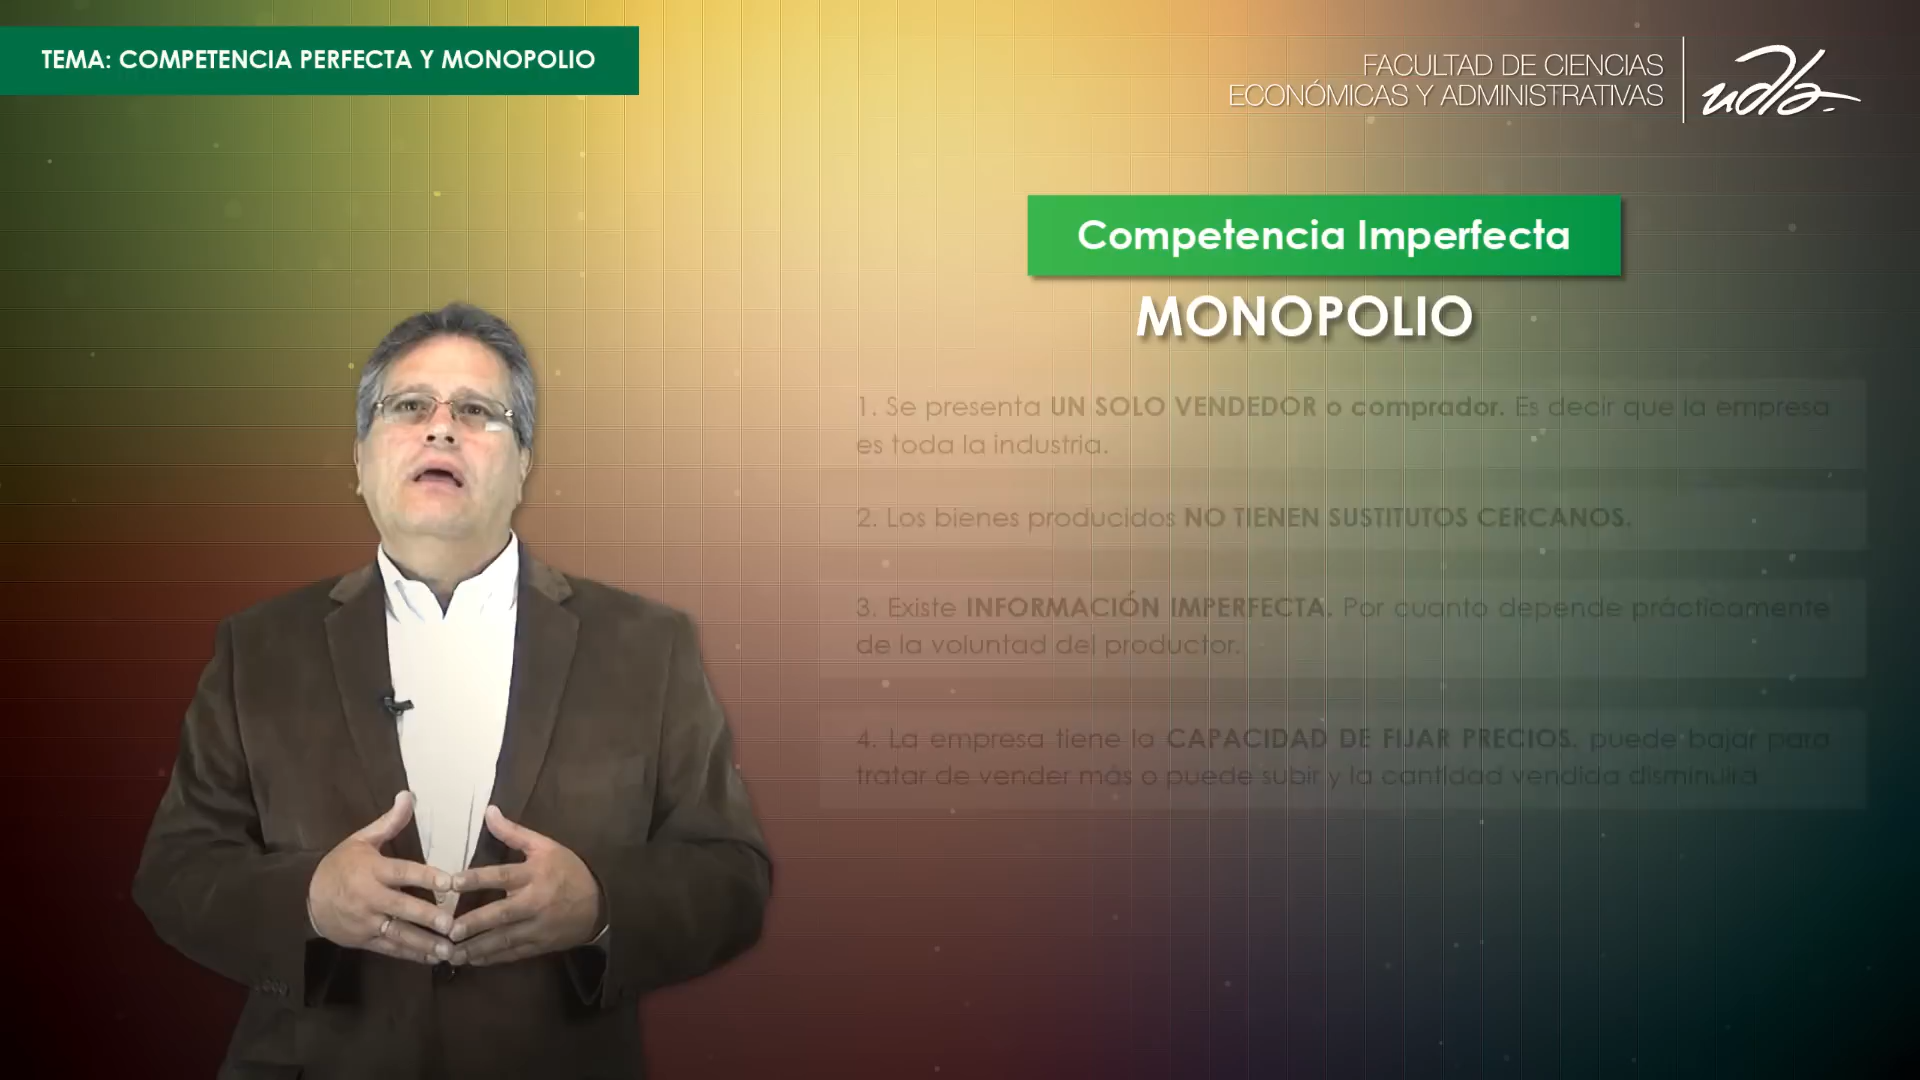 TEMA: COMPETENCIA PERFECTA Y MONOPOLIO
FACULTAD DE CIENCIAS
ECONÓMICAS Y ADMINISTRATIVAS
udla
Competencia Imperfecta
MONOPOLIO
1. Se presenta UN SOLO VENDEDOR o comprador. Es decir que la empresa
es toda la industria.
2. Los bienes producidos NO TIENEN SUSTITUTOS CERCANOS.
3. Existe INFORMACIÓN IMPERFECTA. Por cuanto depende prácticamente
de la voluntad del productor.
4. La empresa tiene la CAPACIDAD DE FIJAR PRECIOS. puede bajar para
tratar de vender más o puede subir y la cantidad vendida disminuirá